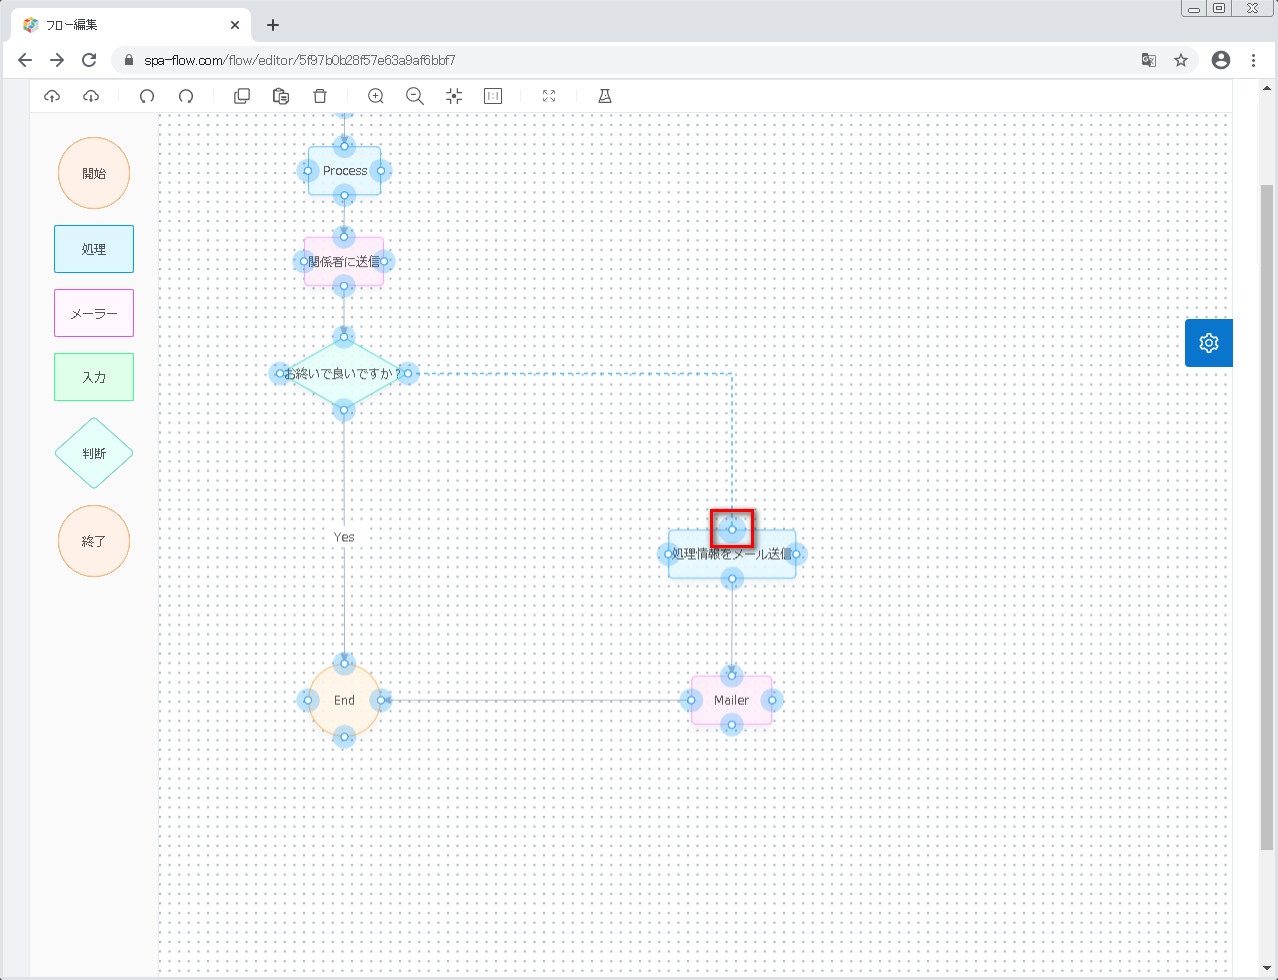 フロー編集
spa-flow.com/flow/editor/5f97b0b28f57e63a9af6bbf7
開始
処理
メーラー
入力
判断
終了
Process
関係者に送信
お終いで良いですか?
Yes
処理情報をメール送信
End
Mailer